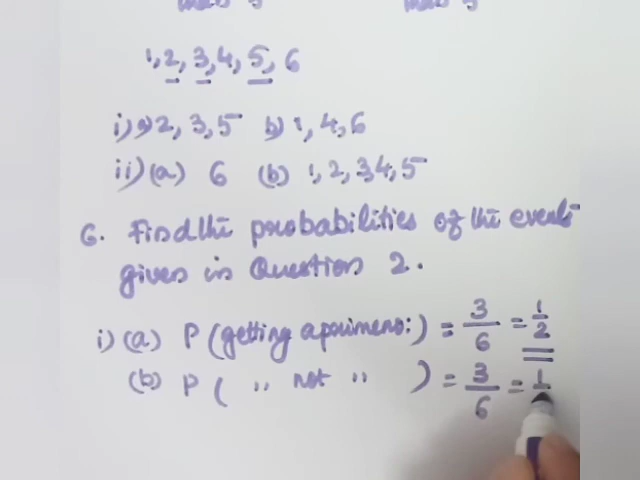 1, 2, 3, 4, 5, 6
i) a) 2, 3, 5 b) 1, 4, 6
ii) (a) 6 (b) 1, 2, 3, 4, 5
6. Find the probabilities of the events
given in Question 2.
i) (a) P (getting a prime no:) = 3/6 = 1/2
(b) P ( ,, not ,, ) = 3/6 = 1